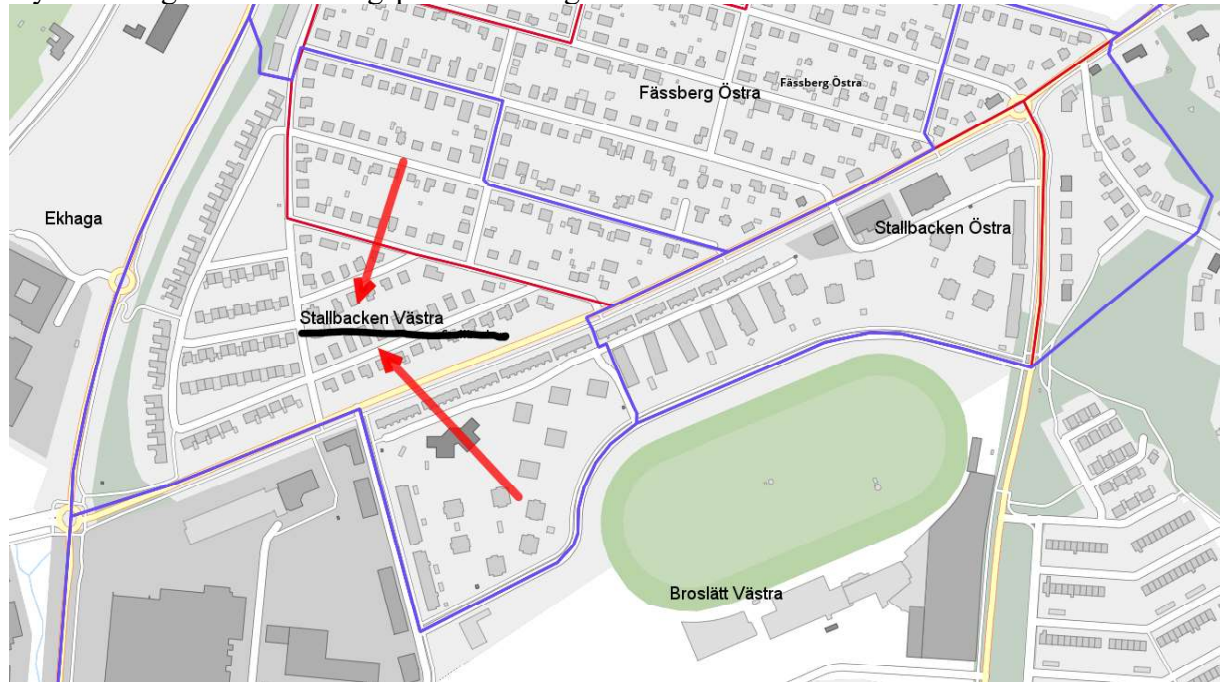 Fässberg Östra
Fässberg Östra
Ekhaga
Stallbacken Östra
Stallbacken Västra
Broslätt Västra